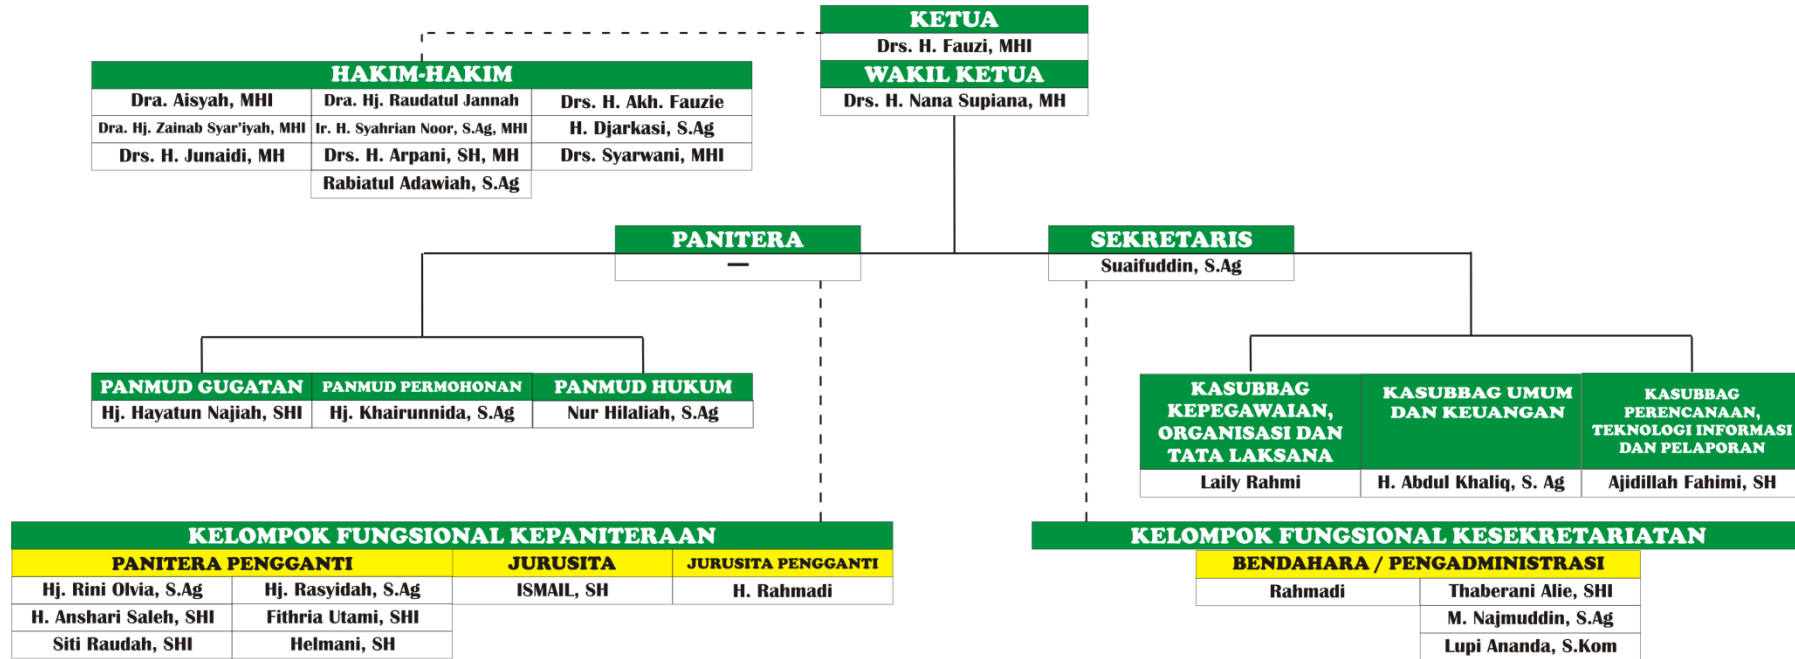 KETUA
Drs. H. Fauzi, MHI
WAKIL KETUA
Drs. H. Nana Supiana, MH
HAKIM-HAKIM
Dra. Aisyah, MHI
Dra. Hj. Raudatul Jannah
Drs. H. Akh. Fauzie
Dra. Hj. Zainab Syar'iyah, MHI
Ir. H. Syahrian Noor, S.Ag, MHI
H. Djarkasi, S.Ag
Drs. H. Junaidi, MH
Drs. H. Arpani, SH, MH
Drs. Syarwani, MHI
Rabiatul Adawiah, S.Ag
PANITERA
—
SEKRETARIS
Suaifuddin, S.Ag
PANMUD GUGATAN
Hj. Hayatun Najiah, SHI
PANMUD PERMOHONAN
Hj. Khairunnida, S.Ag
PANMUD HUKUM
Nur Hilaliah, S.Ag
KASUBBAG
KEPEGAWAIAN,
ORGANISASI DAN
TATA LAKSANA
Laily Rahmi
KASUBBAG UMUM
DAN KEUANGAN
H. Abdul Khaliq, S. Ag
KASUBBAG
PERENCANAAN,
TEKNOLOGI INFORMASI
DAN PELAPORAN
Ajidillah Fahimi, SH
KELOMPOK FUNGSIONAL KEPANITERAAN
PANITERA PENGGANTI
Hj. Rini Olvia, S.Ag
Hj. Rasyidah, S.Ag
H. Anshari Saleh, SHI
Fithria Utami, SHI
Siti Raudah, SHI
Helmani, SH
JURUSITA
ISMAIL, SH
JURUSITA PENGGANTI
H. Rahmadi
KELOMPOK FUNGSIONAL KESEKRETARIATAN
BENDAHARA / PENGADMINISTRASI
Rahmadi
Thaberani Alie, SHI
M. Najmuddin, S.Ag
Lupi Ananda, S.Kom